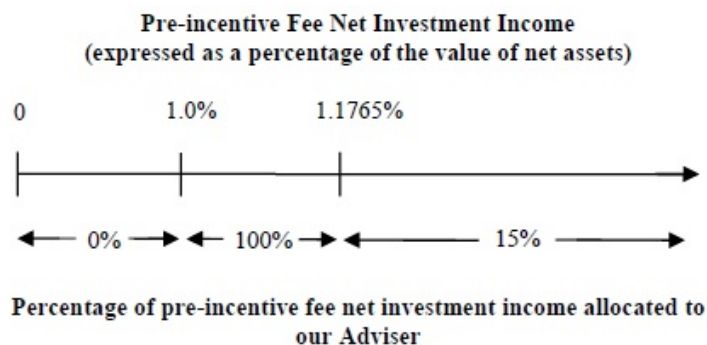 Pre-incentive Fee Net Investment Income
(expressed as a percentage of the value of net assets)
0 1.0% 1.1765%
0% 100% 15%
Percentage of pre-incentive fee net investment income allocated to
our Adviser